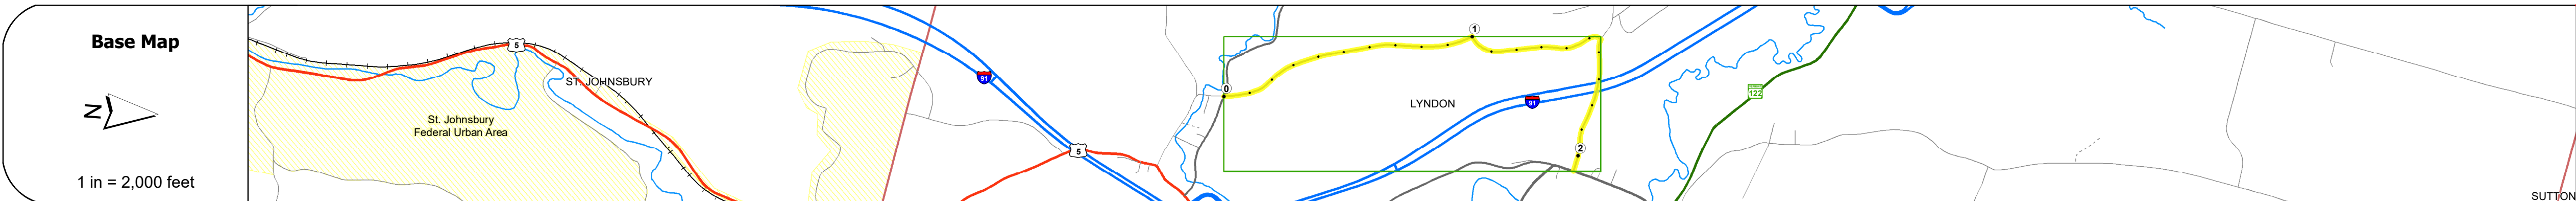 Base Map
N
1 in = 2,000 feet
5
ST. JOHNSBURY
St. Johnsbury
Federal Urban Area
91
5
0
1
LYNDON
91
2
122
SUTTON